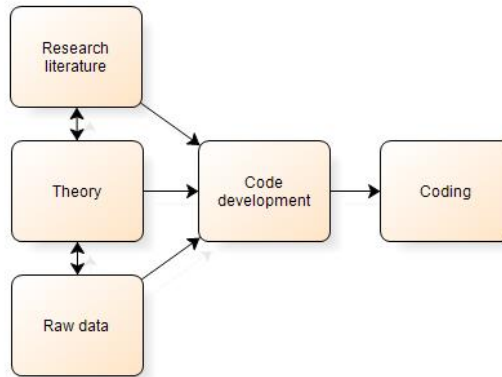 Research
literature
Theory
Code
development
Coding
Raw data